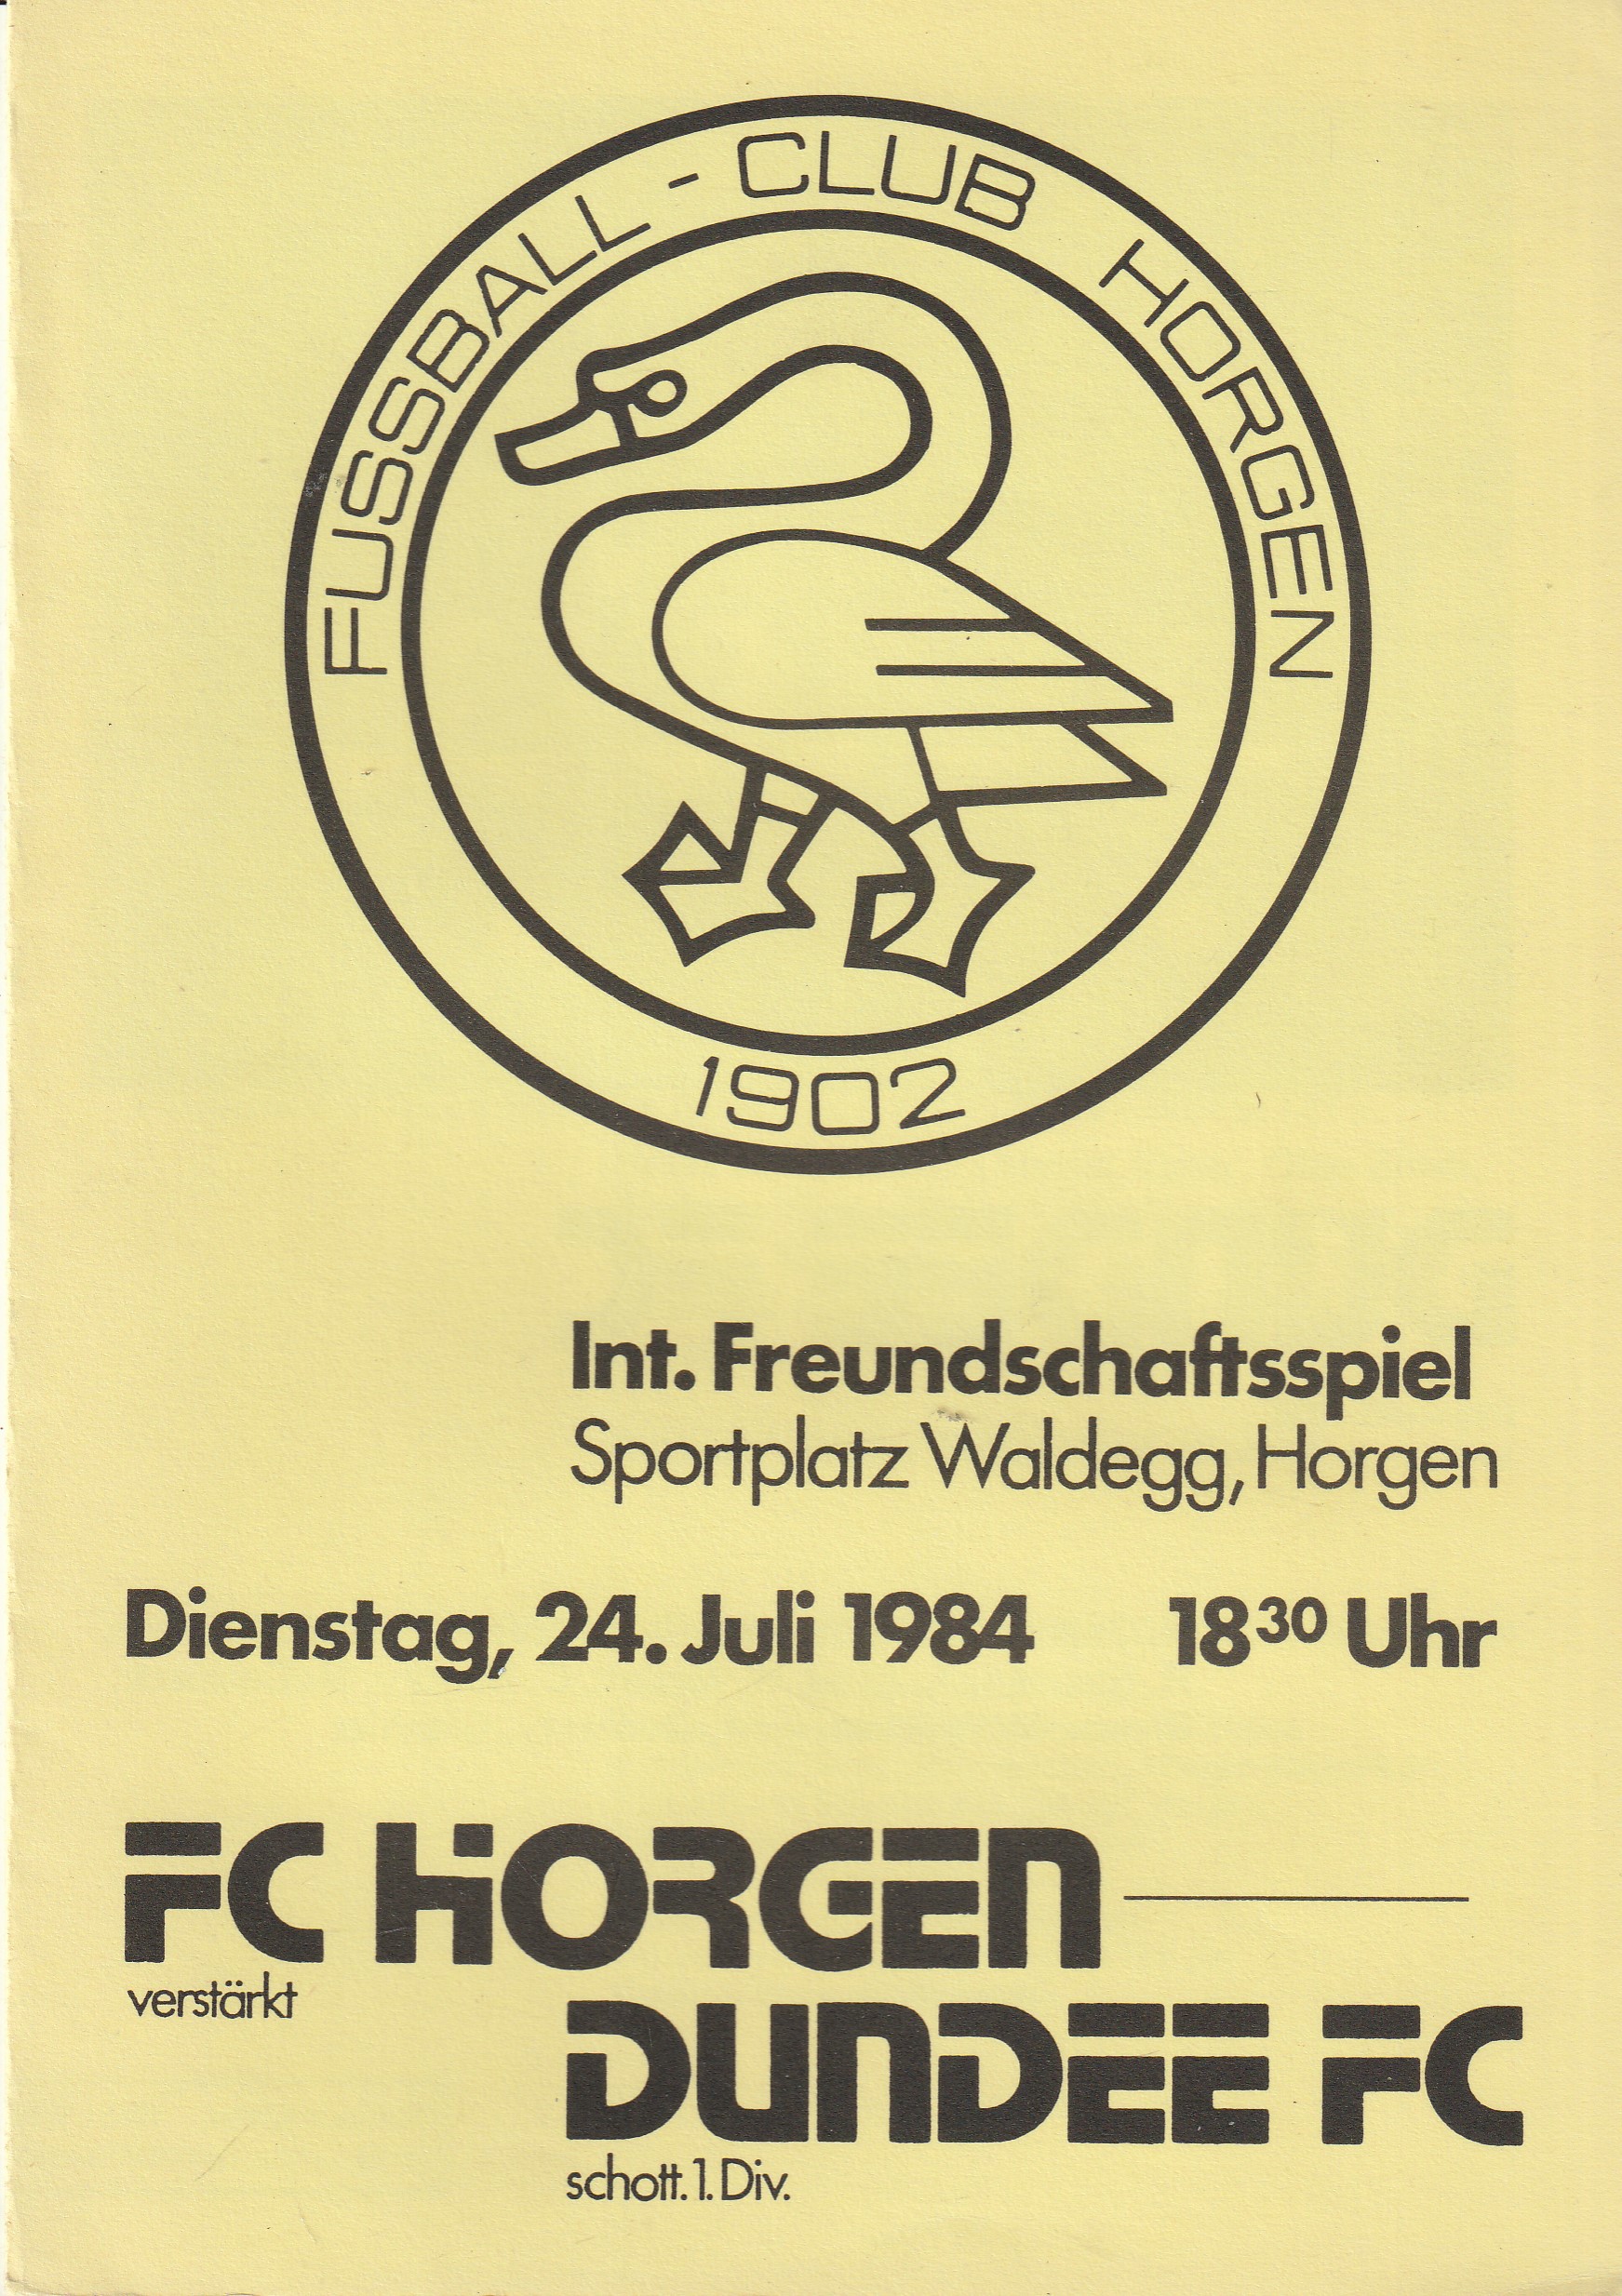 FUSSBALL - CLUB HORGEN
1902
Int. Freundschaftsspiel
Sportplatz Waldegg, Horgen
Dienstag, 24. Juli 1984 18³⁰ Uhr
FC HORGEN —
verstärkt
DUNDEE FC
schott. 1. Div.